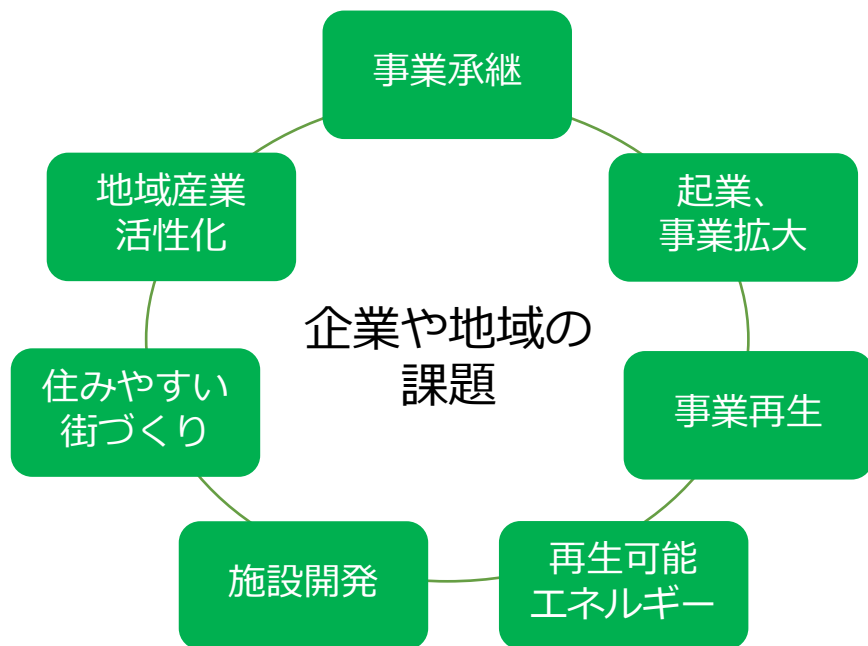 事業承継
起業、
事業拡大
事業再生
再生可能
エネルギー
施設開発
住みやすい
街づくり
地域産業
活性化
企業や地域の
課題